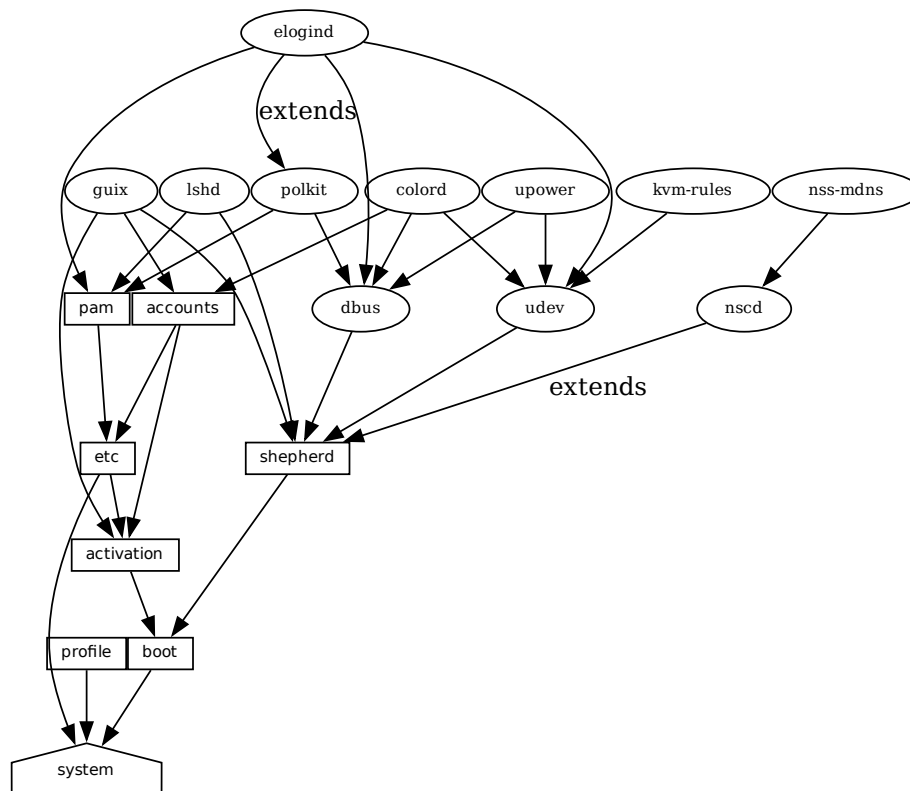 elogind
extends
guix
lshd
polkit
colord
upower
kvm-rules
nss-mdns
pam
accounts
dbus
udev
nscd
extends
etc
shepherd
activation
profile
boot
system